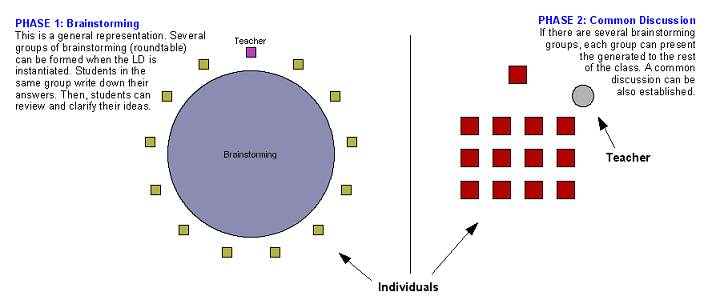 PHASE 1: Brainstorming
This is a general representation. Several
groups of brainstorming (roundtable)
can be formed when the LD is
instantiated. Students in the
same group write down their
answers. Then, students can
review and clarify their ideas.
Teacher
Brainstorming
PHASE 2: Common Discussion
If there are several brainstorming
groups, each group can present
the generated to the rest
of the class. A common
discussion can be
also established.
Teacher
Individuals